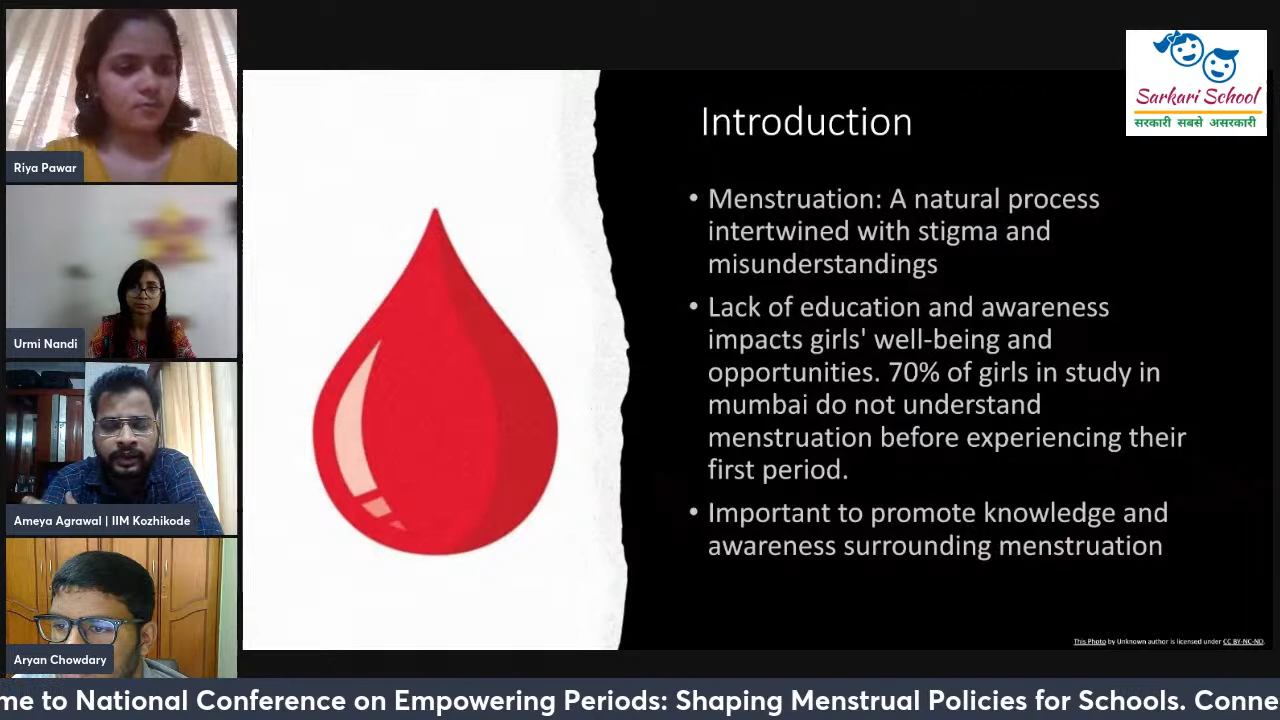 Riya Pawar
Urmi Nandi
Ameya Agrawal | IIM Kozhikode
Aryan Chowdary
Sarkari School
सरकारी सबसे असरकारी
Introduction
• Menstruation: A natural process
intertwined with stigma and
misunderstandings
• Lack of education and awareness
impacts girls' well-being and
opportunities. 70% of girls in study in
mumbai do not understand
menstruation before experiencing their
first period.
• Important to promote knowledge and
awareness surrounding menstruation
This Photo by Unknown author is licensed under CC BY-NC-ND.
me to National Conference on Empowering Periods: Shaping Menstrual Policies for Schools. Conne